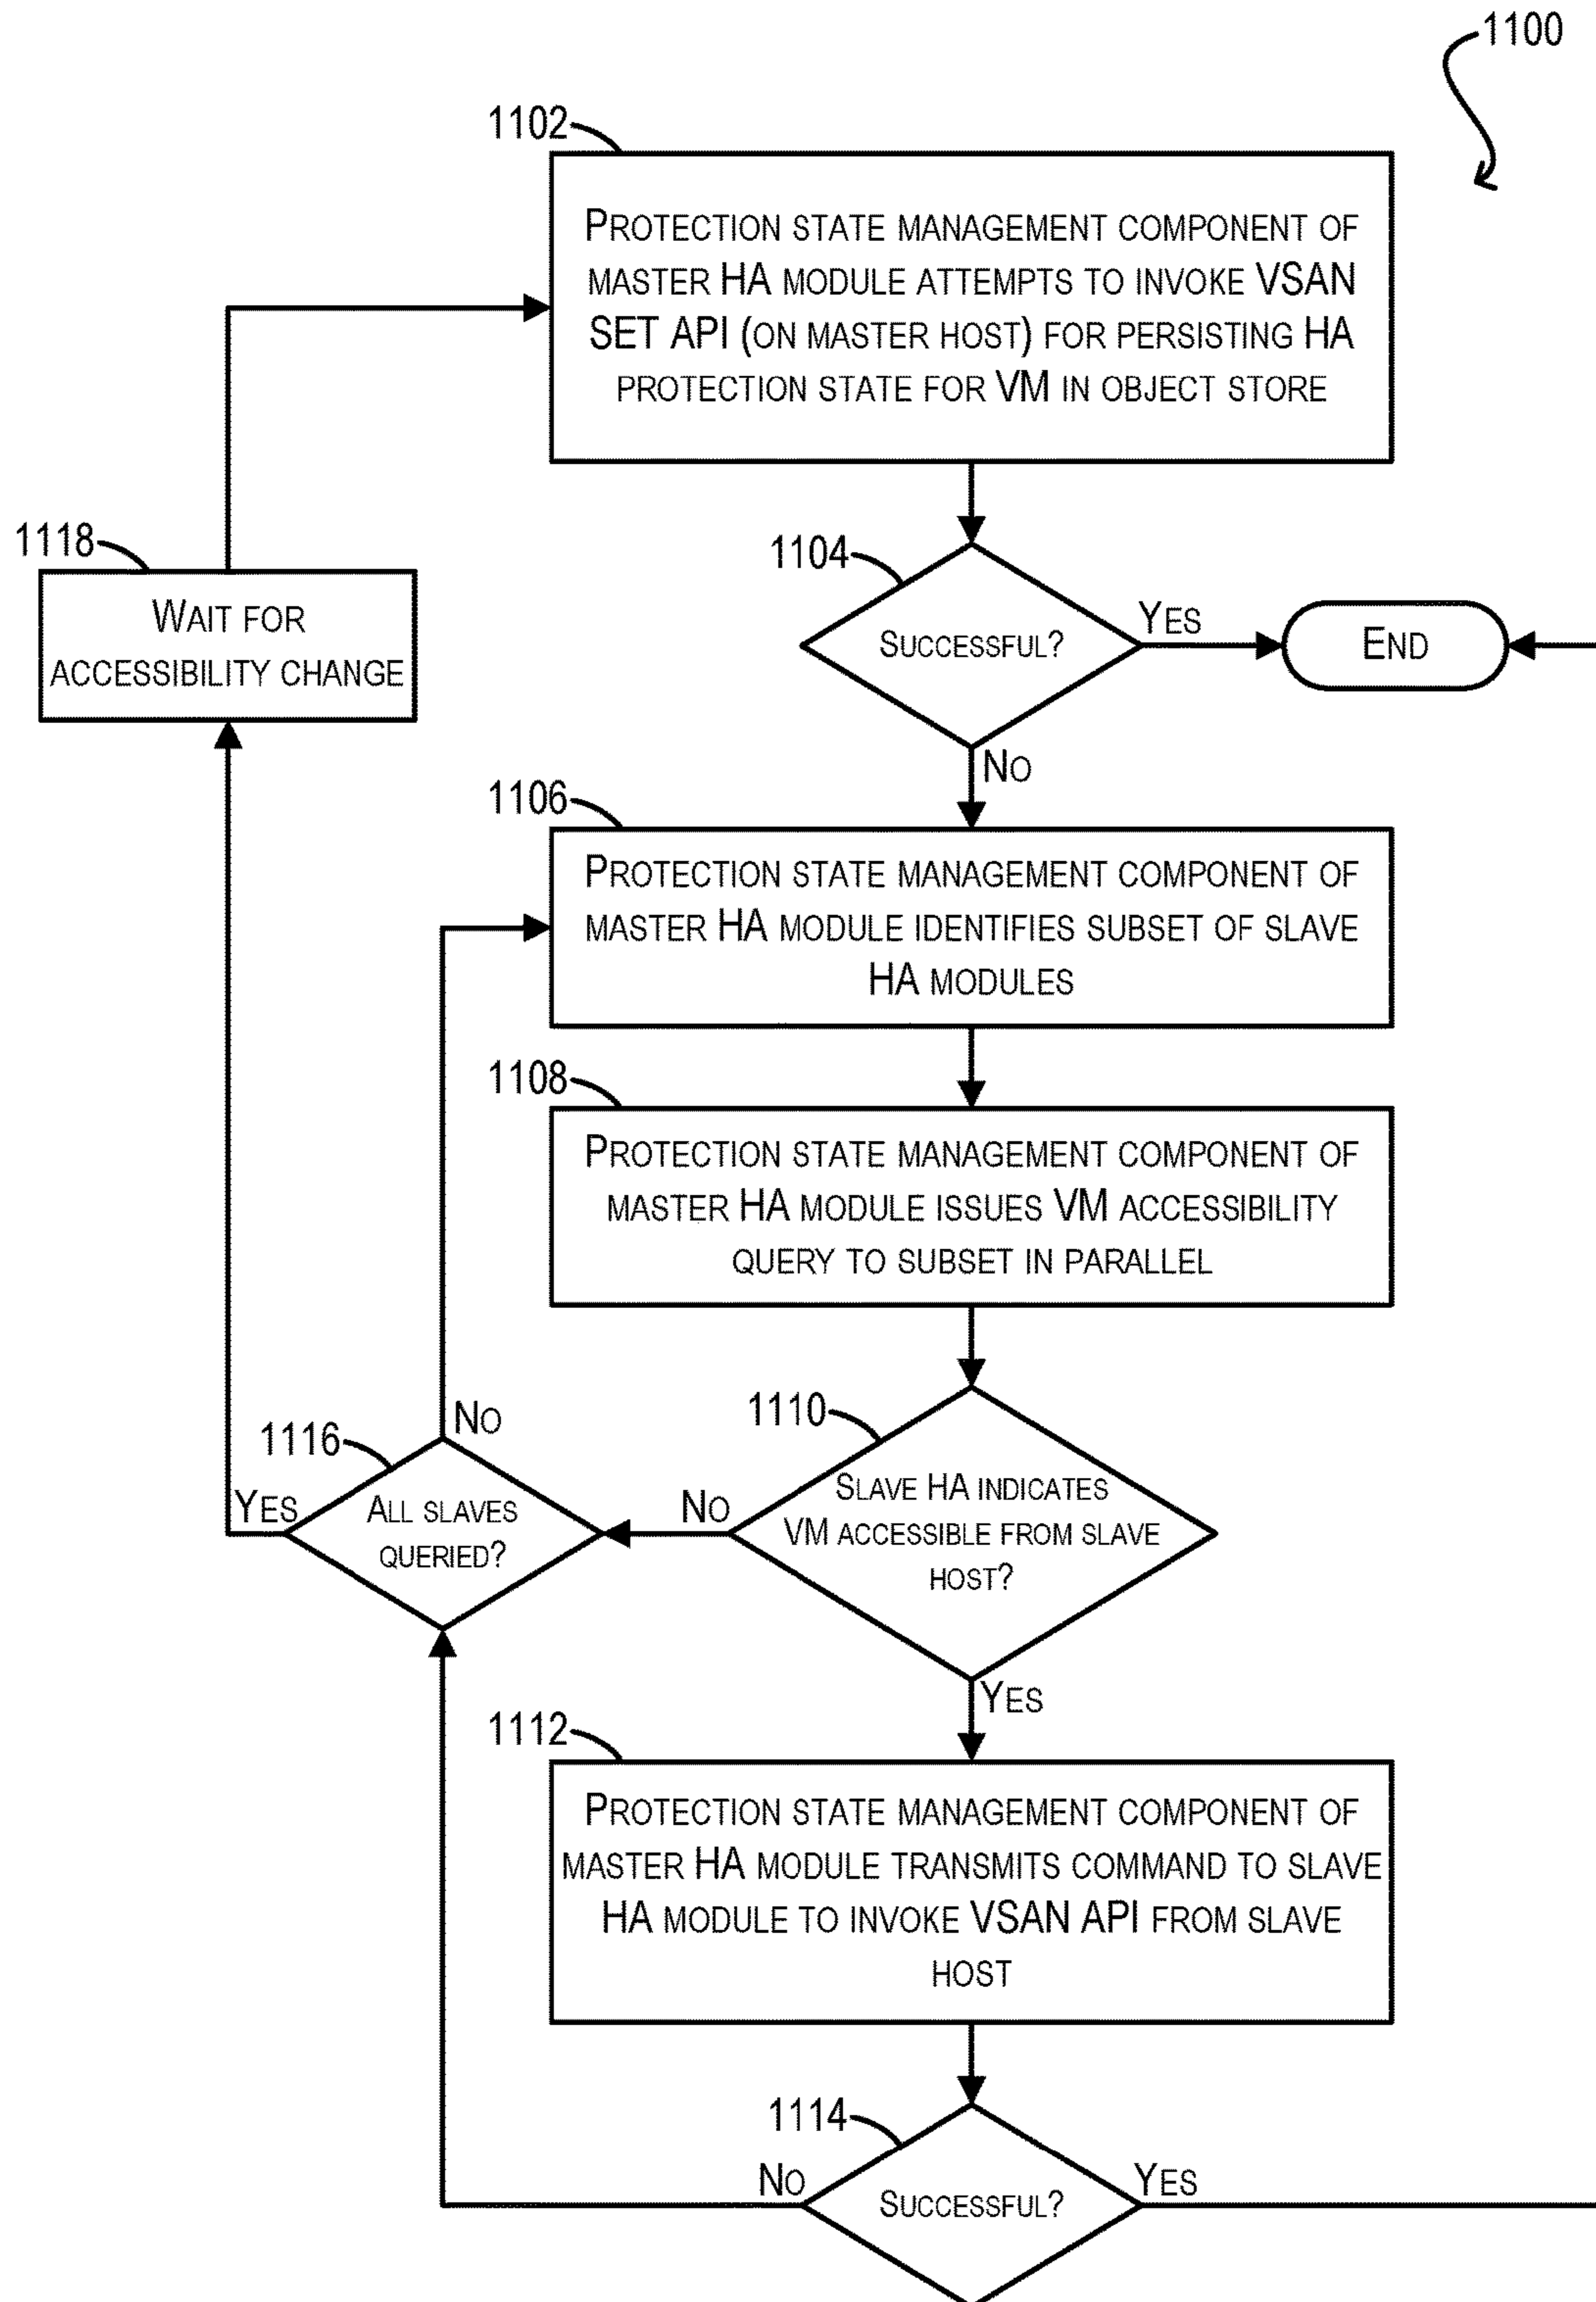 1100
1102
PROTECTION STATE MANAGEMENT COMPONENT OF
MASTER HA MODULE ATTEMPTS TO INVOKE VSAN
SET API (ON MASTER HOST) FOR PERSISTING HA
PROTECTION STATE FOR VM IN OBJECT STORE
1118
WAIT FOR
ACCESSIBILITY CHANGE
1104
SUCCESSFUL?
YES
END
NO
1106
PROTECTION STATE MANAGEMENT COMPONENT OF
MASTER HA MODULE IDENTIFIES SUBSET OF SLAVE
HA MODULES
1108
PROTECTION STATE MANAGEMENT COMPONENT OF
MASTER HA MODULE ISSUES VM ACCESSIBILITY
QUERY TO SUBSET IN PARALLEL
1110
SLAVE HA INDICATES
VM ACCESSIBLE FROM SLAVE
HOST?
NO
1116
NO
YES
ALL SLAVES
QUERIED?
YES
1112
PROTECTION STATE MANAGEMENT COMPONENT OF
MASTER HA MODULE TRANSMITS COMMAND TO SLAVE
HA MODULE TO INVOKE VSAN API FROM SLAVE
HOST
1114
NO
SUCCESSFUL?
YES